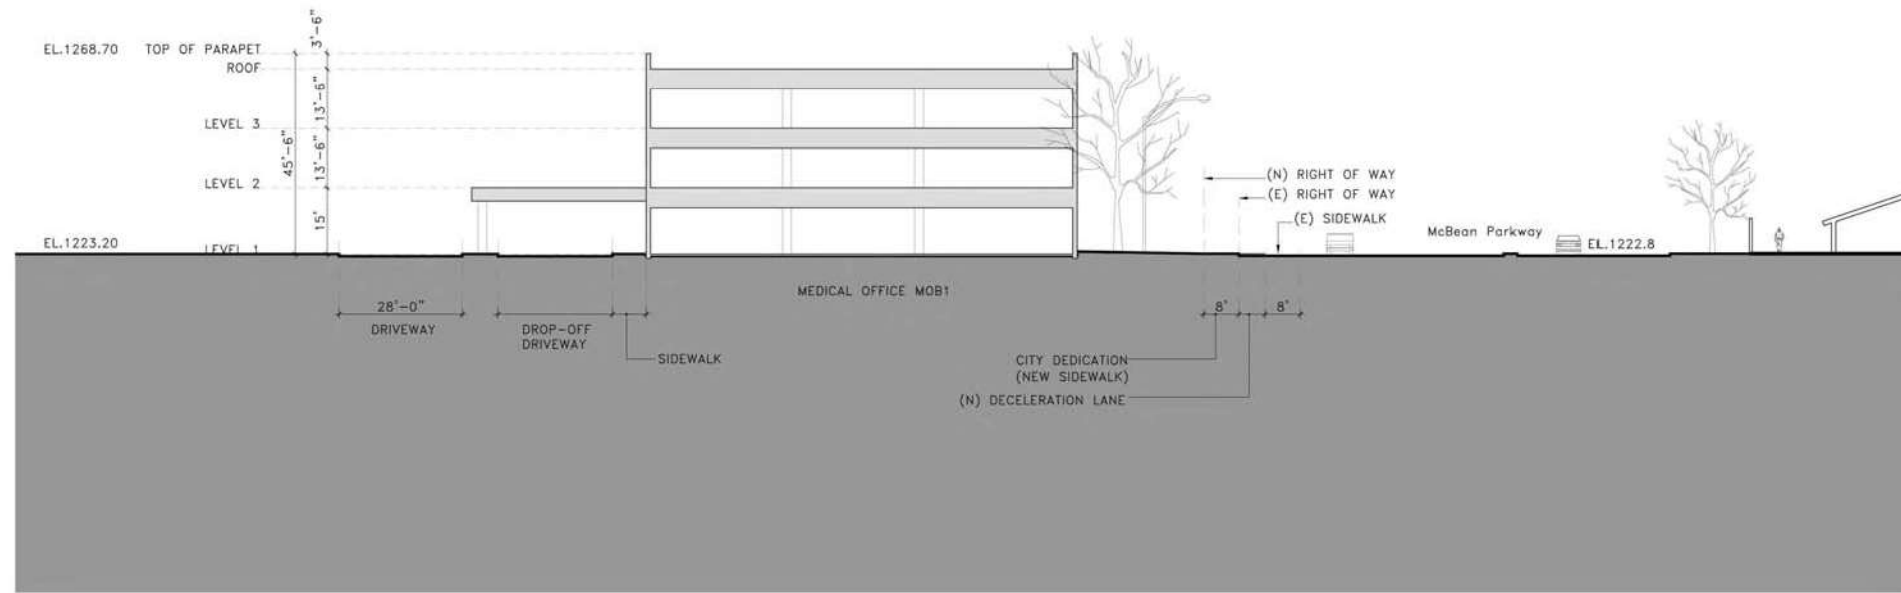 EL.1268.70 TOP OF PARAPET
ROOF
LEVEL 3
LEVEL 2
EL.1223.20 LEVEL 1
3'-6"
13'-6"
13'-6"
15'
45'-6"
(N) RIGHT OF WAY
(E) RIGHT OF WAY
(E) SIDEWALK
McBean Parkway
EL.1222.8
MEDICAL OFFICE MOB1
28'-0"
DRIVEWAY
DROP-OFF
DRIVEWAY
SIDEWALK
8' 8'
CITY DEDICATION
(NEW SIDEWALK)
(N) DECELERATION LANE